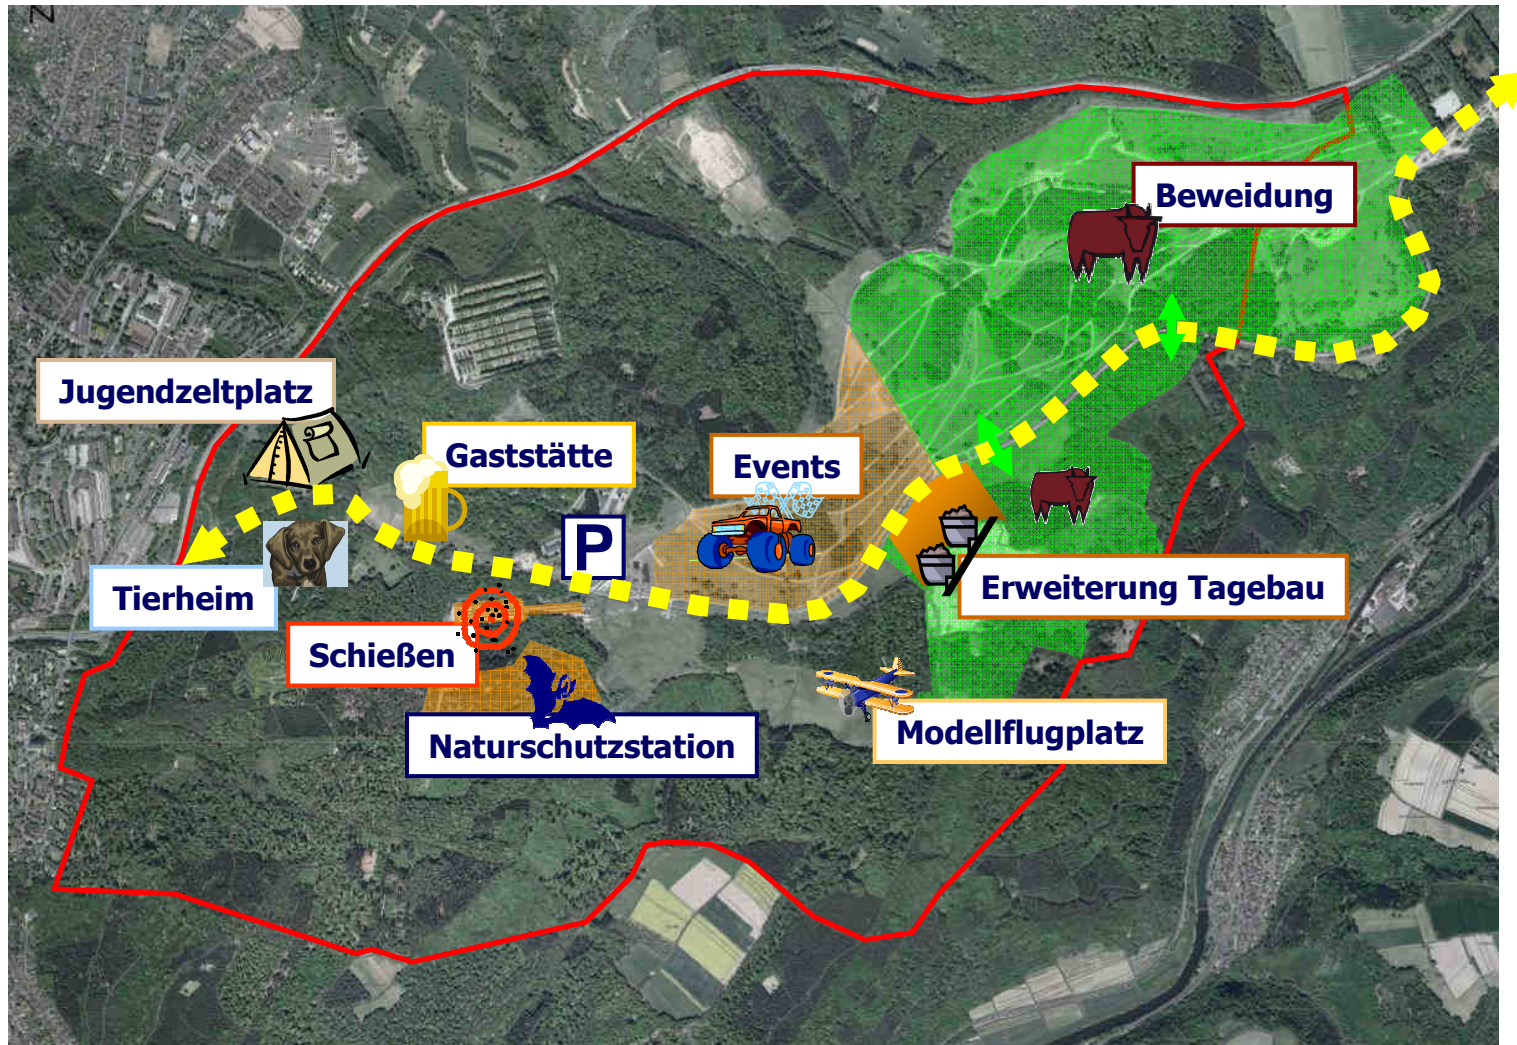 N
Beweidung
Jugendzeltplatz
Gaststätte
Events
P
Tierheim
Erweiterung Tagebau
Schießen
Naturschutzstation
Modellflugplatz